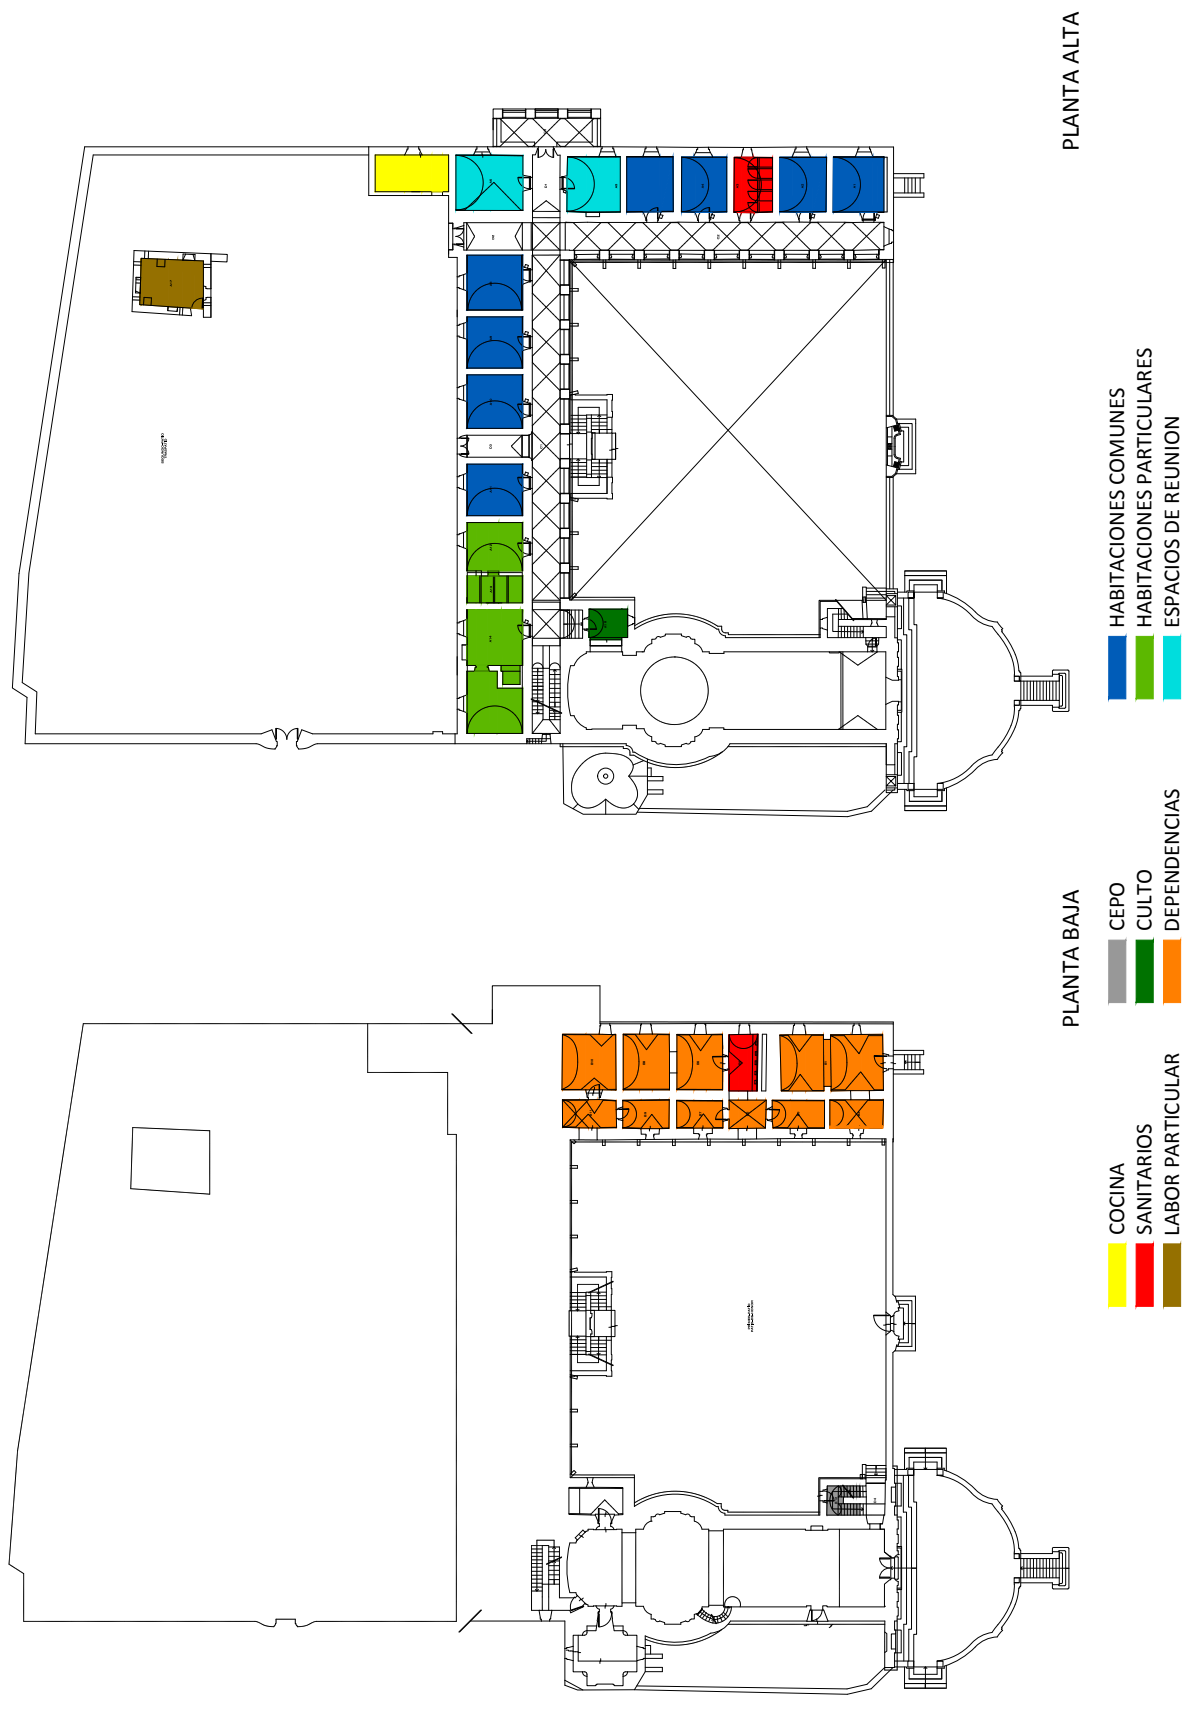 PLANTA BAJA
PLANTA ALTA
COCINA
SANITARIOS
LABOR PARTICULAR
CEPO
CULTO
DEPENDENCIAS
HABITACIONES COMUNES
HABITACIONES PARTICULARES
ESPACIOS DE REUNION